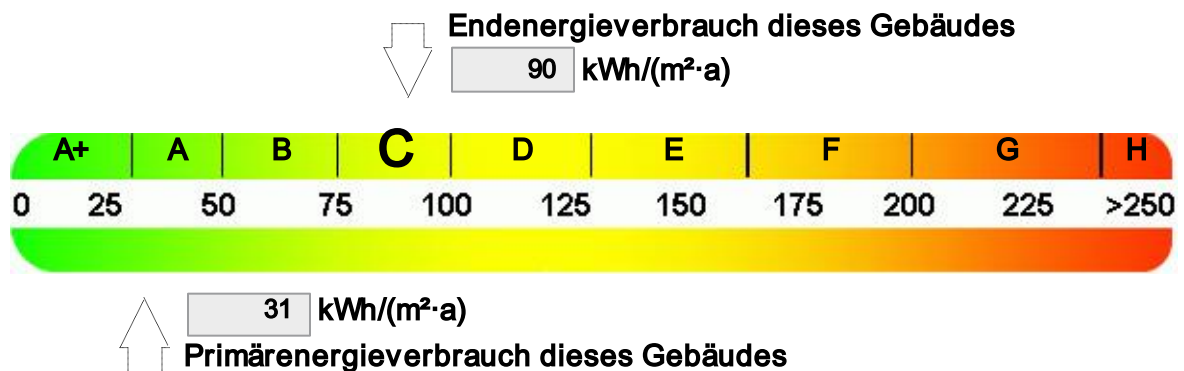 Endenergieverbrauch dieses Gebäudes
90 kWh/(m²·a)
A+ A B C D E F G H
0 25 50 75 100 125 150 175 200 225 >250
31 kWh/(m²·a)
Primärenergieverbrauch dieses Gebäudes